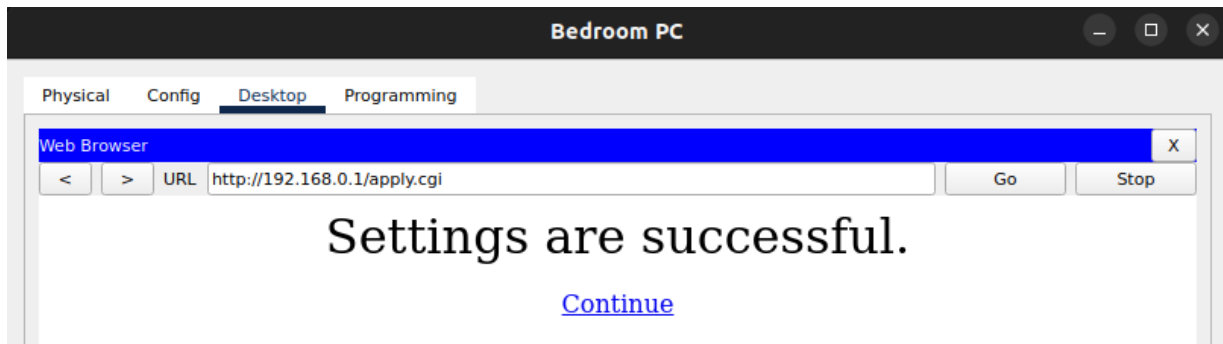 Bedroom PC
Physical Config Desktop Programming
Web Browser X
< > URL http://192.168.0.1/apply.cgi Go Stop
Settings are successful.
Continue